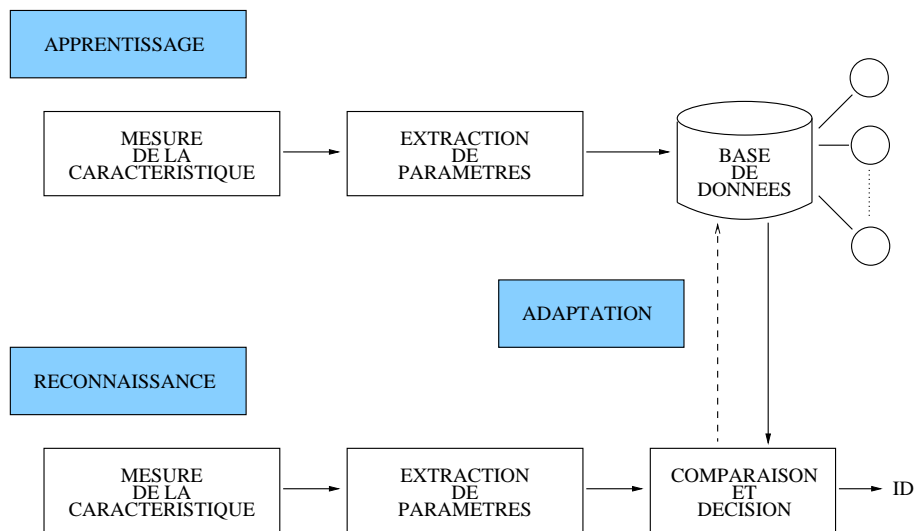 APPRENTISSAGE
MESURE
DE LA
CARACTERISTIQUE
EXTRACTION
DE
PARAMETRES
BASE
DE
DONNEES
ADAPTATION
RECONNAISSANCE
MESURE
DE LA
CARACTERISTIQUE
EXTRACTION
DE
PARAMETRES
COMPARAISON
ET
DECISION
ID